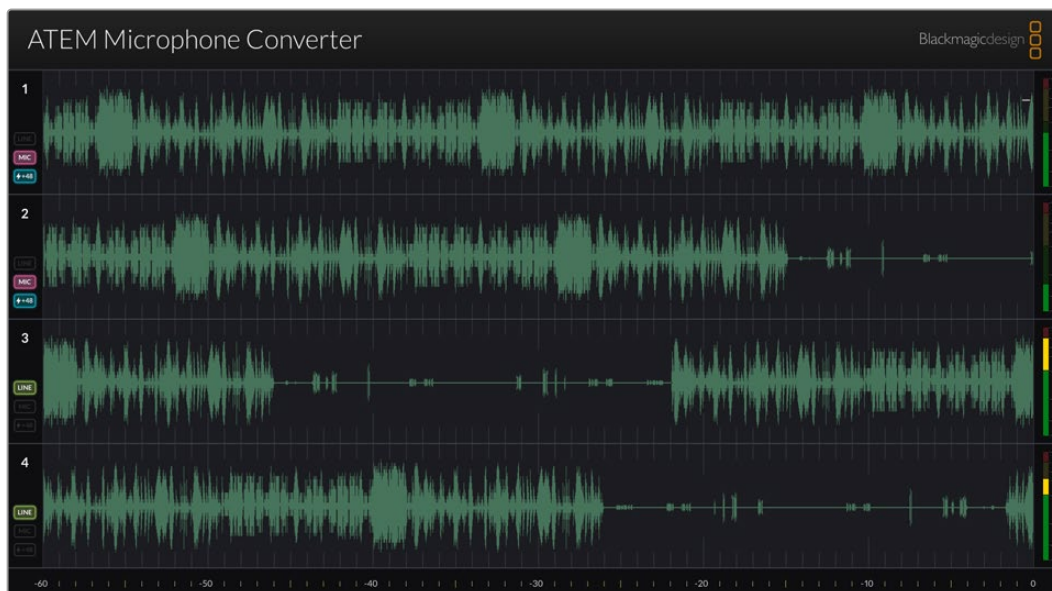 ATEM Microphone Converter
Blackmagicdesign
1
LINE
MIC
+48
2
LINE
MIC
+48
3
LINE
MIC
+48
4
LINE
MIC
+48
-60 -50 -40 -30 -20 -10 0